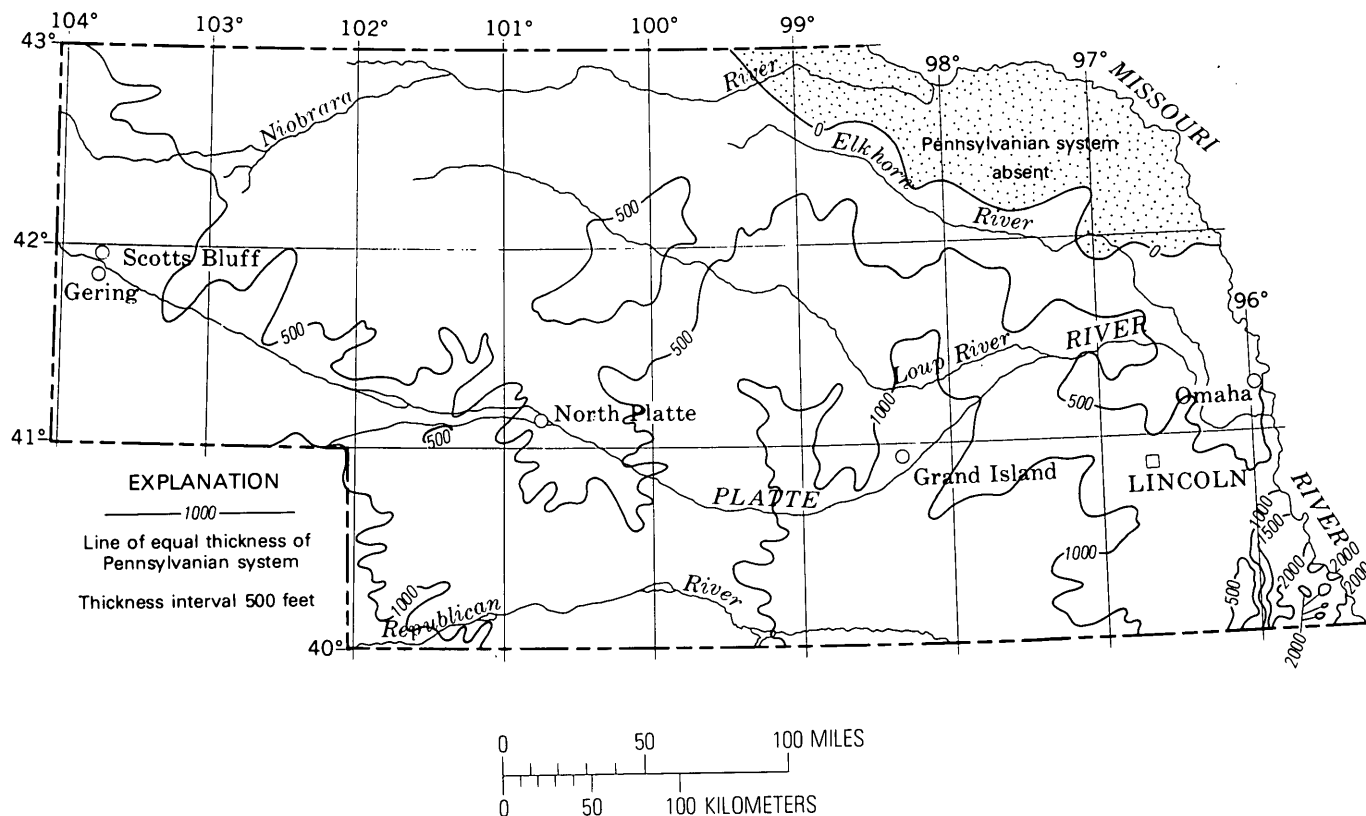 104°
103°
102°
101°
100°
99°
98°
97°
96°
43°
42°
41°
40°
MISSOURI
RIVER
Niobrara
River
0
Elkhorn
River
Pennsylvanian system
absent
0
500
Scotts Bluff
Gering
500
500
Loup River
RIVER
1000
500
Omaha
North Platte
500
PLATTE
Grand Island
LINCOLN
1000
1000
Republican
River
500
1000
1500
2000
2000
2000
2000
EXPLANATION
1000
Line of equal thickness of
Pennsylvanian system
Thickness interval 500 feet
0 50 100 MILES
0 50 100 KILOMETERS